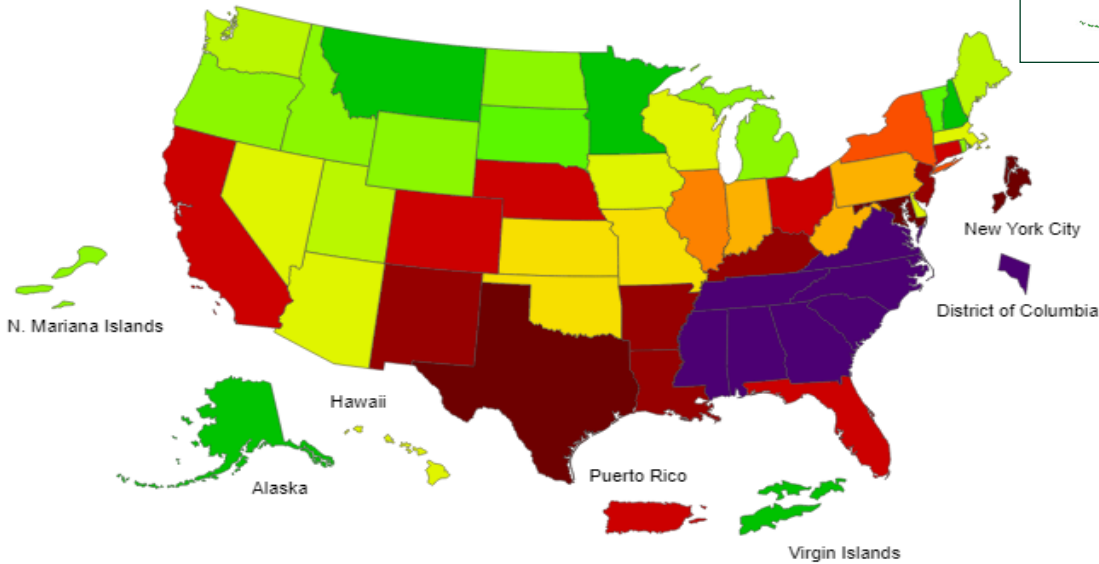 New York City
District of Columbia
N. Mariana Islands
Hawaii
Alaska
Puerto Rico
Virgin Islands